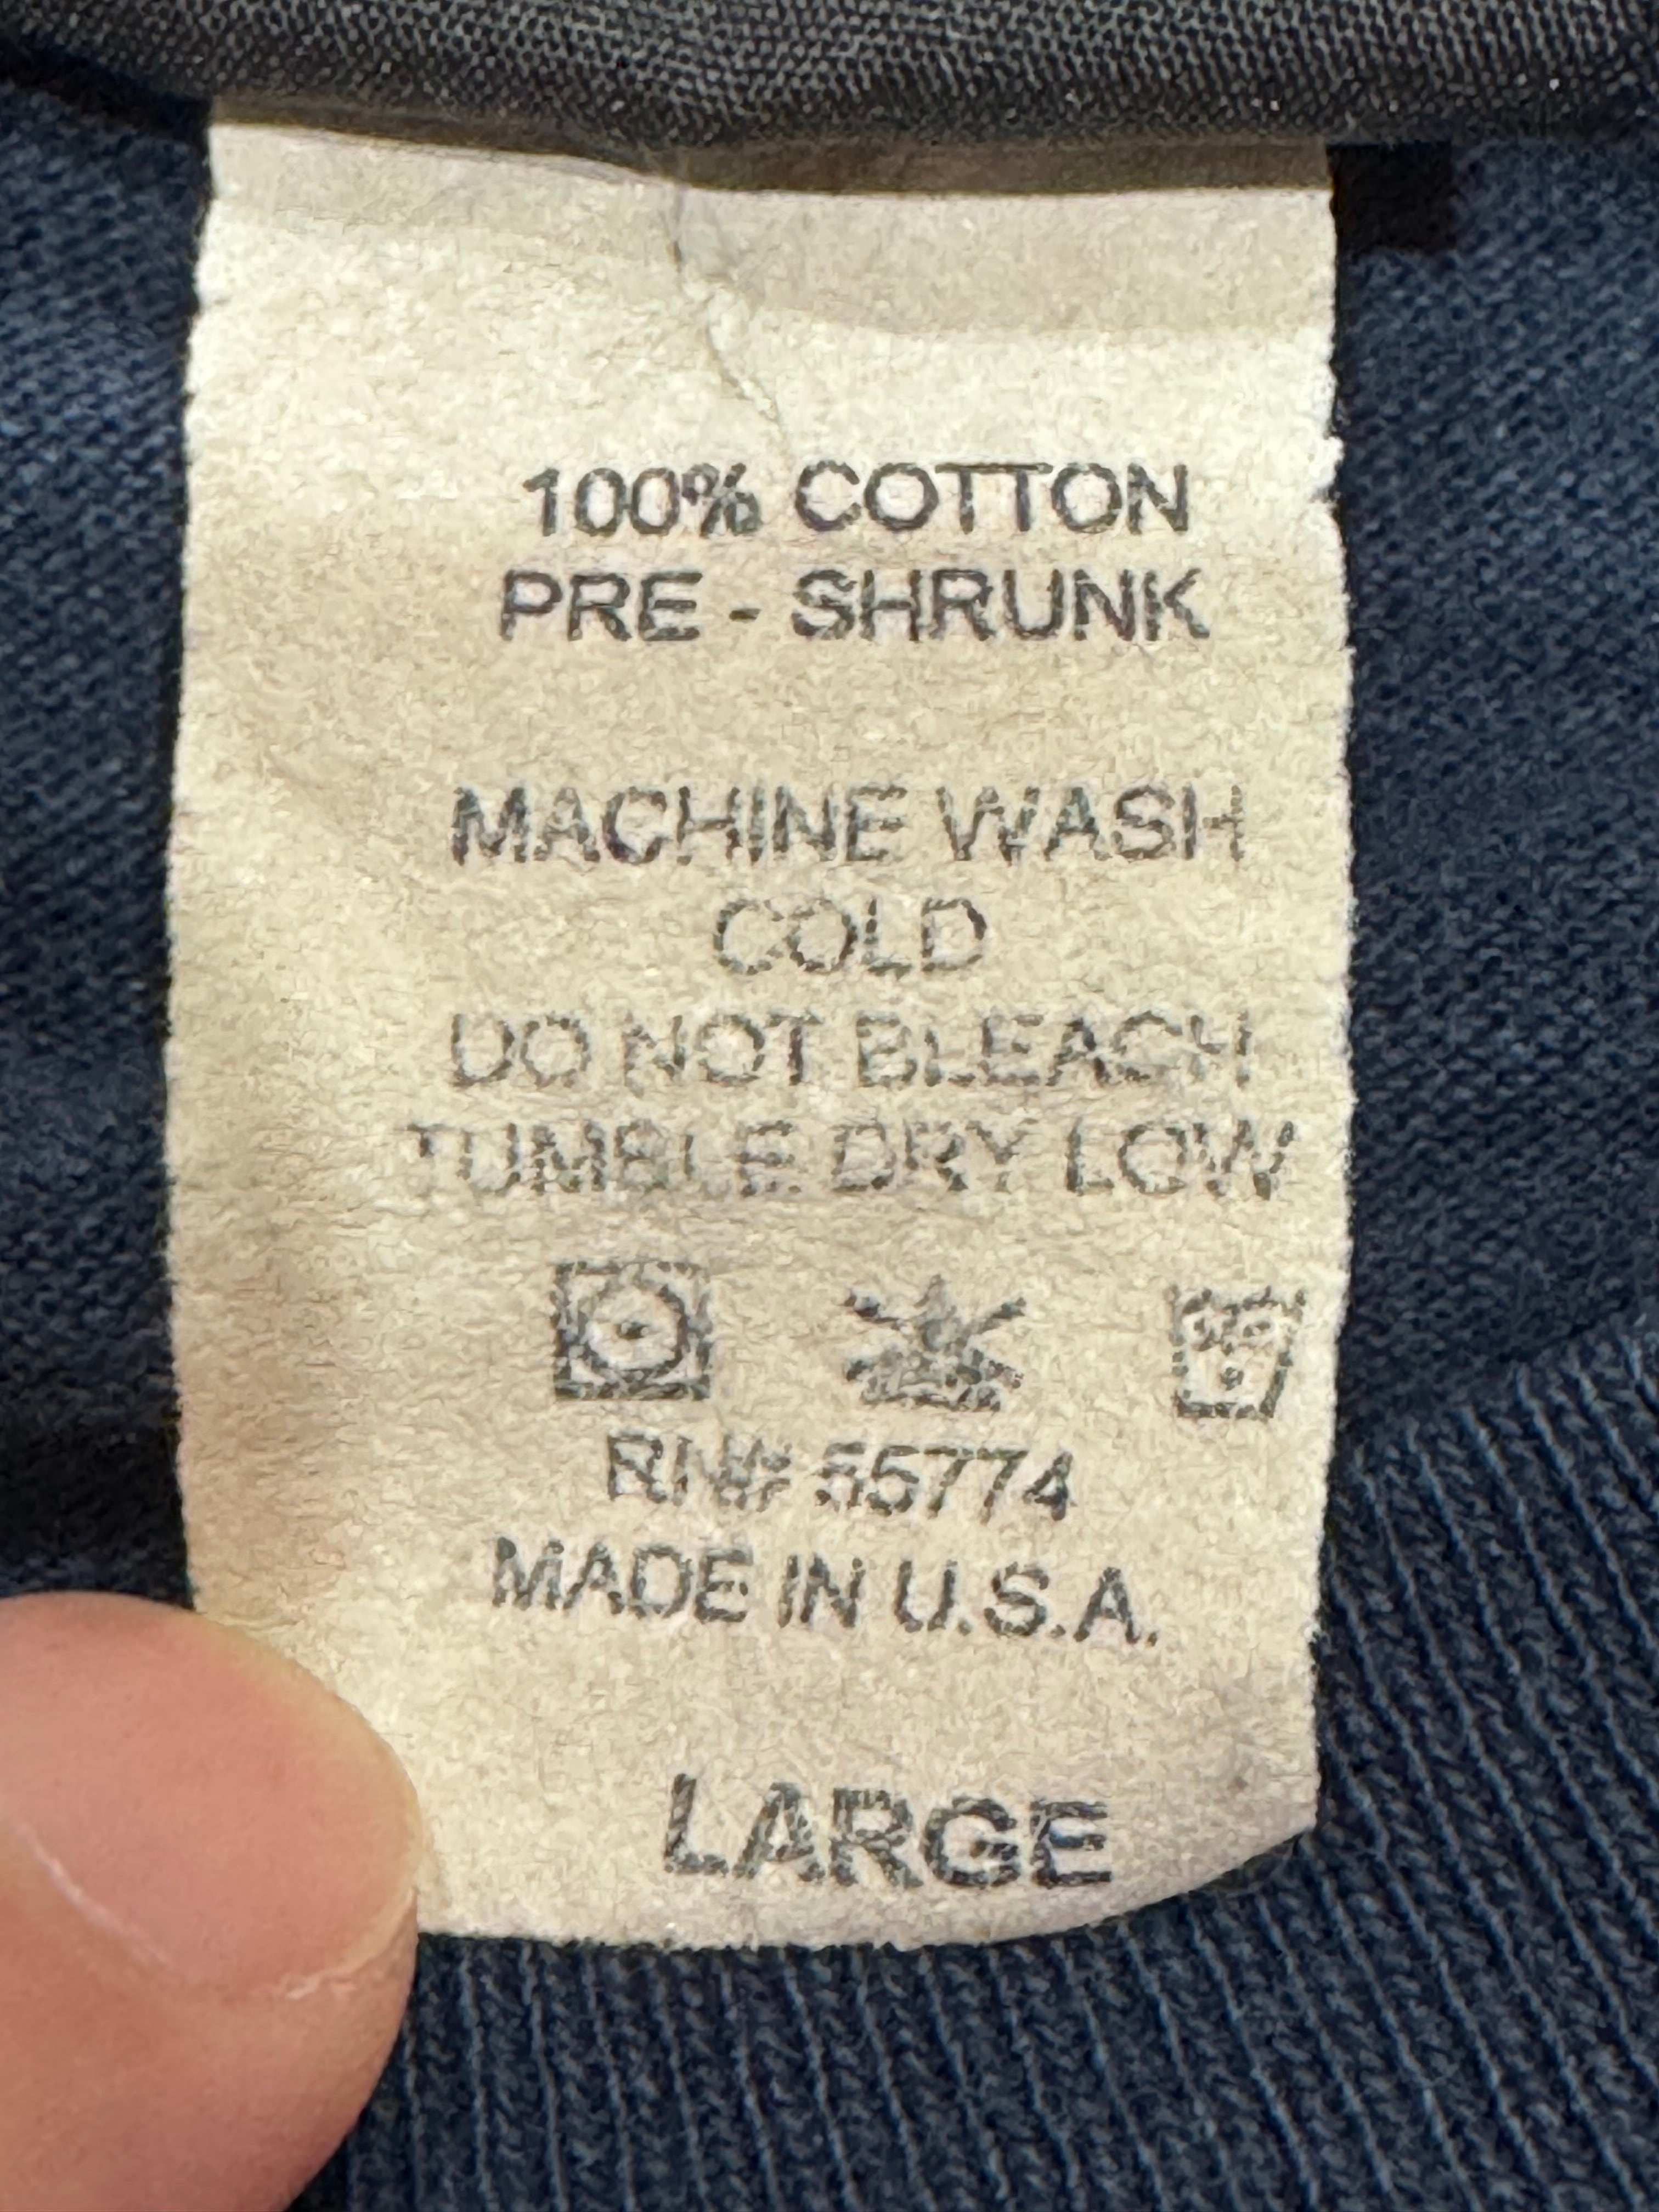 100% COTTON
PRE - SHRUNK
MACHINE WASH
COLD
DO NOT BLEACH
TUMBLE DRY LOW
RN# 55774
MADE IN U.S.A.
LARGE